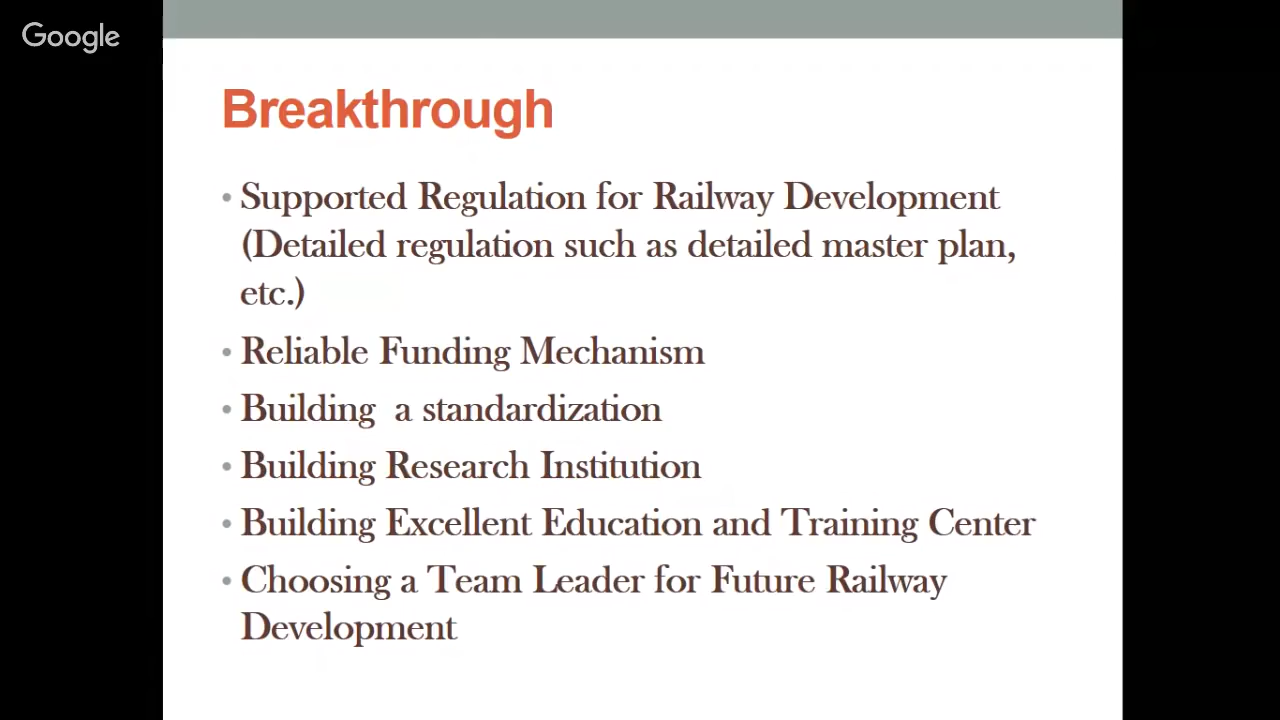 Google
Breakthrough
• Supported Regulation for Railway Development
(Detailed regulation such as detailed master plan,
etc.)
• Reliable Funding Mechanism
• Building  a standardization
• Building Research Institution
• Building Excellent Education and Training Center
• Choosing a Team Leader for Future Railway
Development